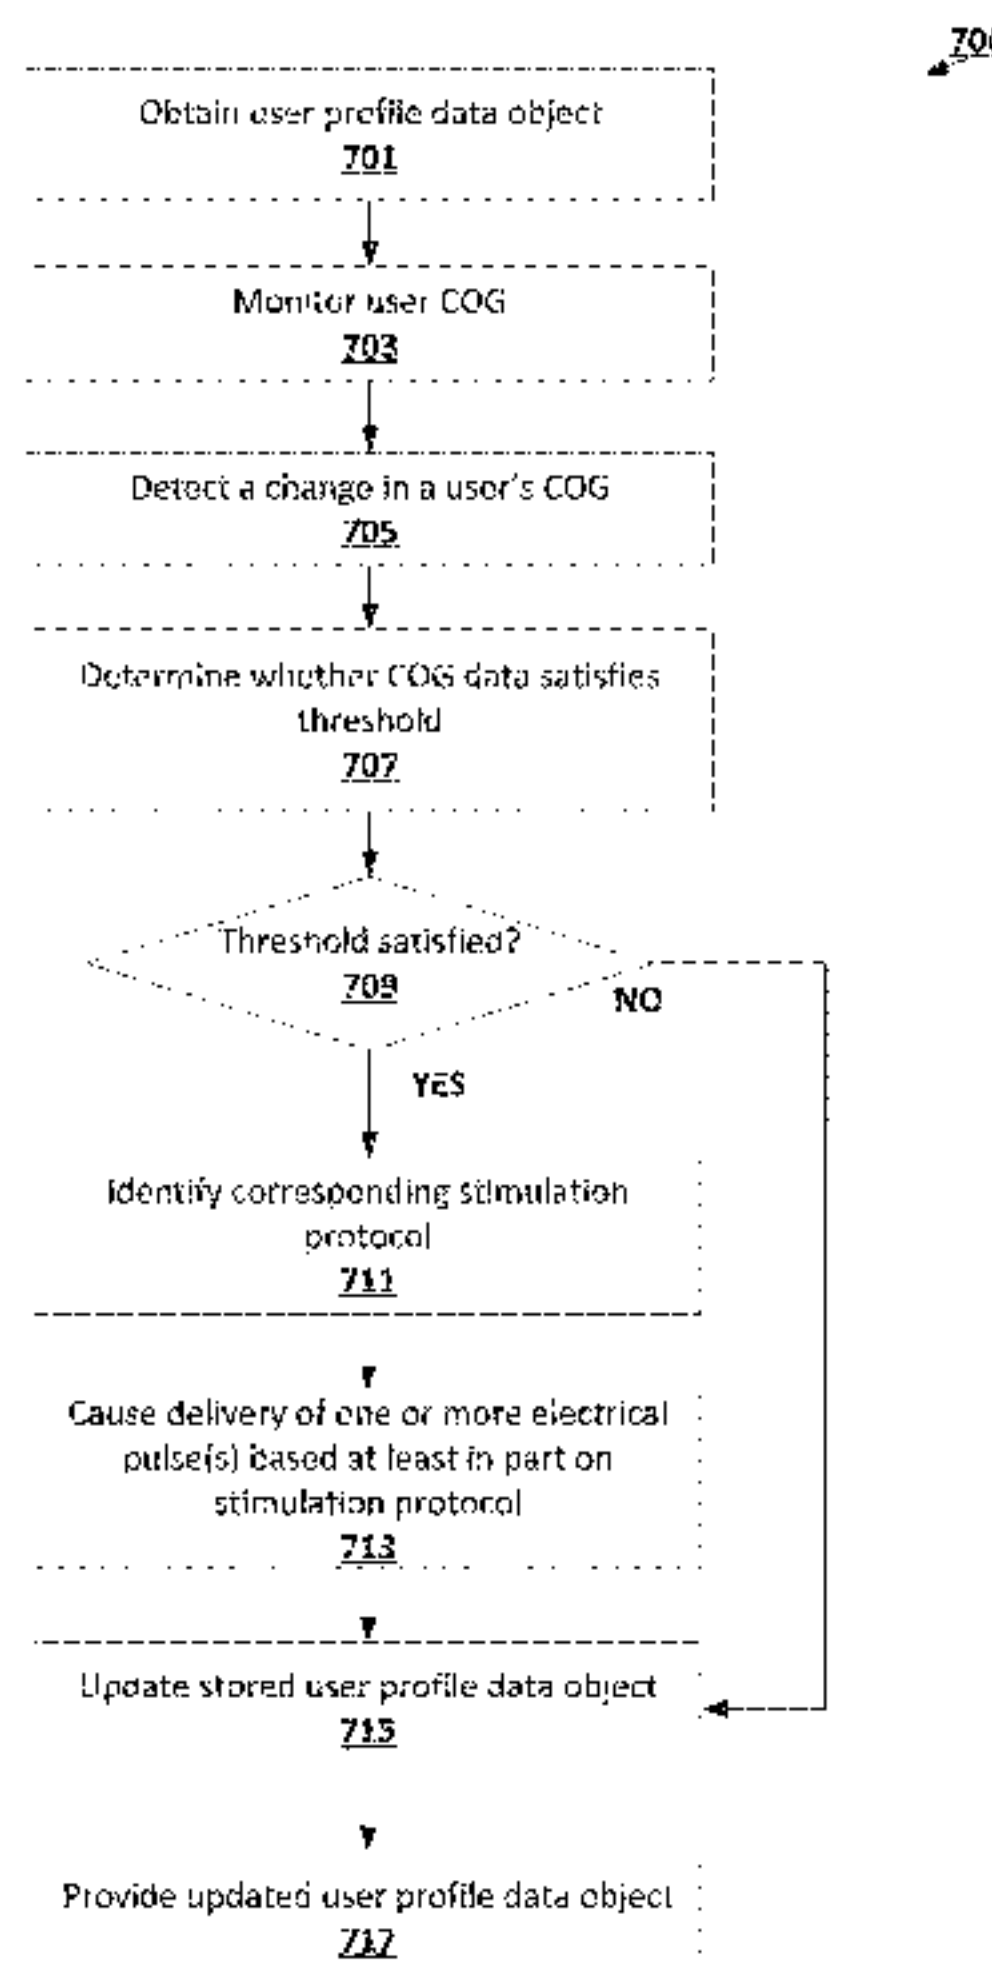 Obtain user profile data object
701
Monitor user COG
703
Detect a change in a user's COG
705
Determine whether COG data satisfies
threshold
707
Threshold satisfied?
709
NO
YES
Identify corresponding stimulation
protocol
711
Cause delivery of one or more electrical
pulse(s) based at least in part on
stimulation protocol
713
Update stored user profile data object
715
Provide updated user profile data object
717